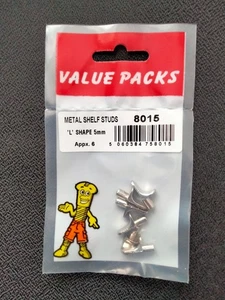 VALUE PACKS
METAL SHELF STUDS 8015
'L' SHAPE 5mm
Appx. 6
5 060384 758015